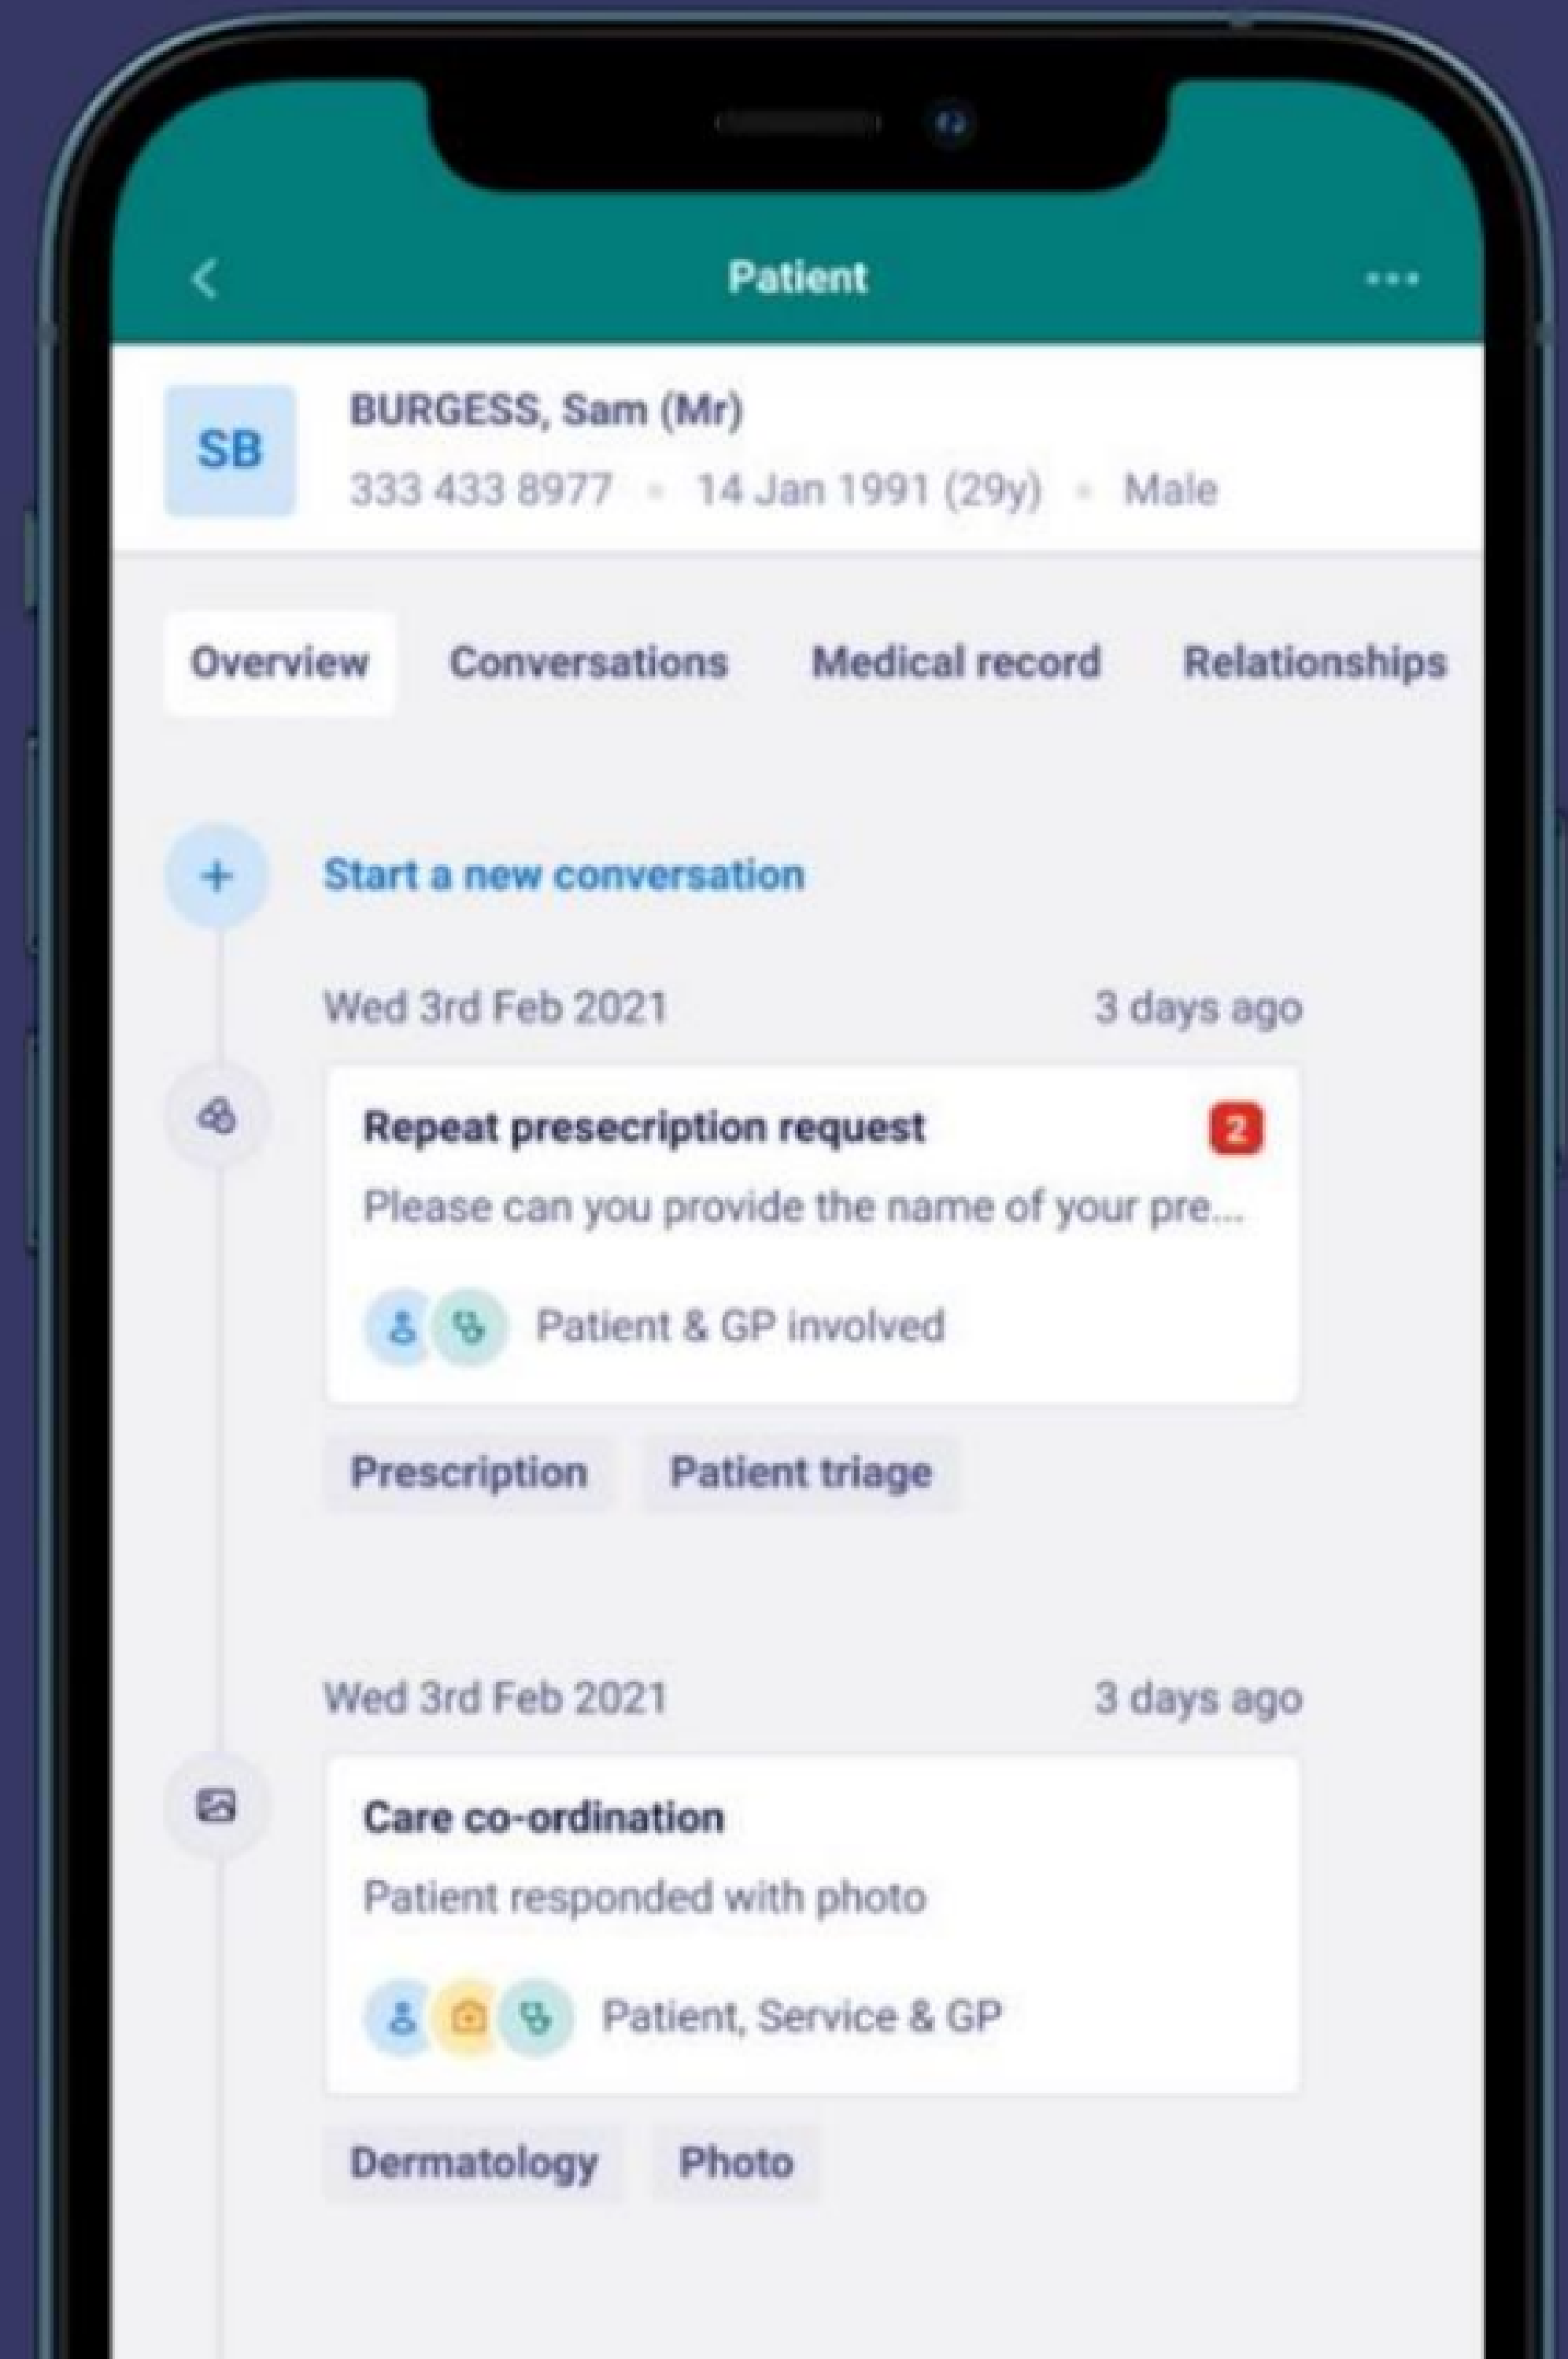 Patient
SB
BURGESS, Sam (Mr)
333 433 8977 • 14 Jan 1991 (29y) • Male
Overview Conversations Medical record Relationships
Start a new conversation
Wed 3rd Feb 2021 3 days ago
Repeat presecription request 2
Please can you provide the name of your pre...
Patient & GP involved
Prescription Patient triage
Wed 3rd Feb 2021 3 days ago
Care co-ordination
Patient responded with photo
Patient, Service & GP
Dermatology Photo